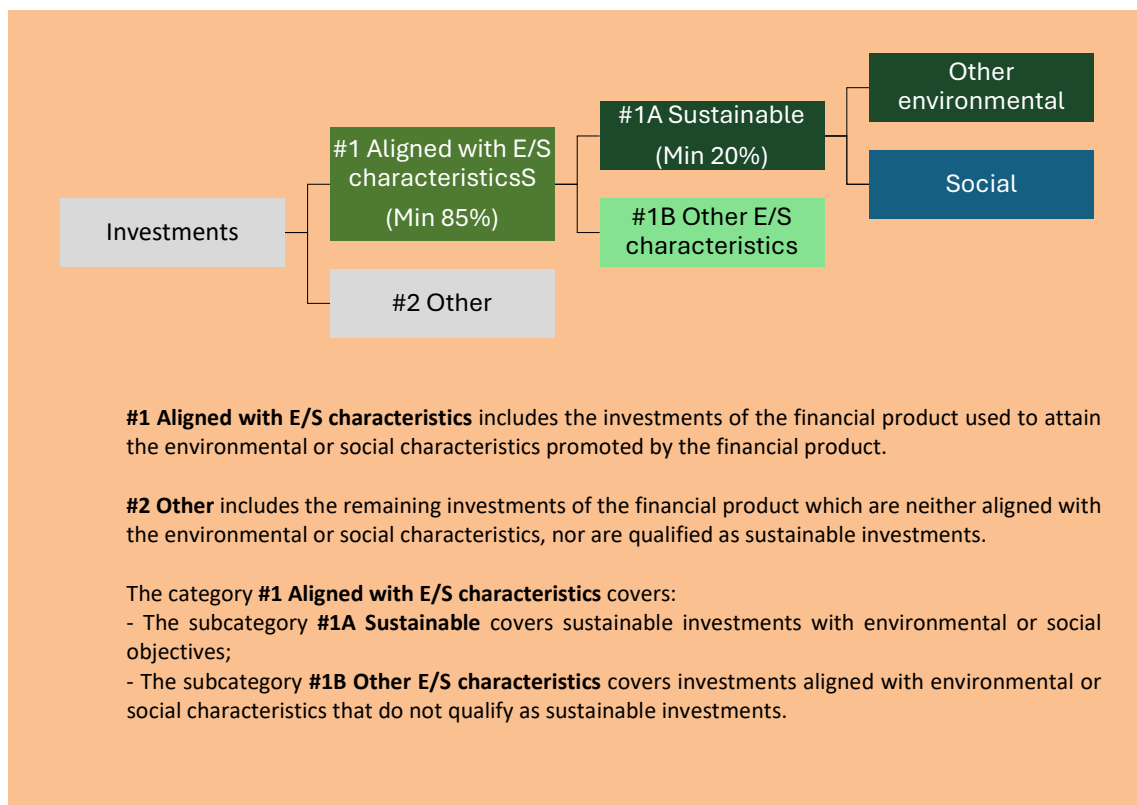 Other
environmental
#1A Sustainable
(Min 20%)
#1 Aligned with E/S
characteristicsS
(Min 85%)
Social
Investments
#1B Other E/S
characteristics
#2 Other
#1 Aligned with E/S characteristics includes the investments of the financial product used to attain
the environmental or social characteristics promoted by the financial product.
#2 Other includes the remaining investments of the financial product which are neither aligned with
the environmental or social characteristics, nor are qualified as sustainable investments.
The category #1 Aligned with E/S characteristics covers:
- The subcategory #1A Sustainable covers sustainable investments with environmental or social
objectives;
- The subcategory #1B Other E/S characteristics covers investments aligned with environmental or
social characteristics that do not qualify as sustainable investments.